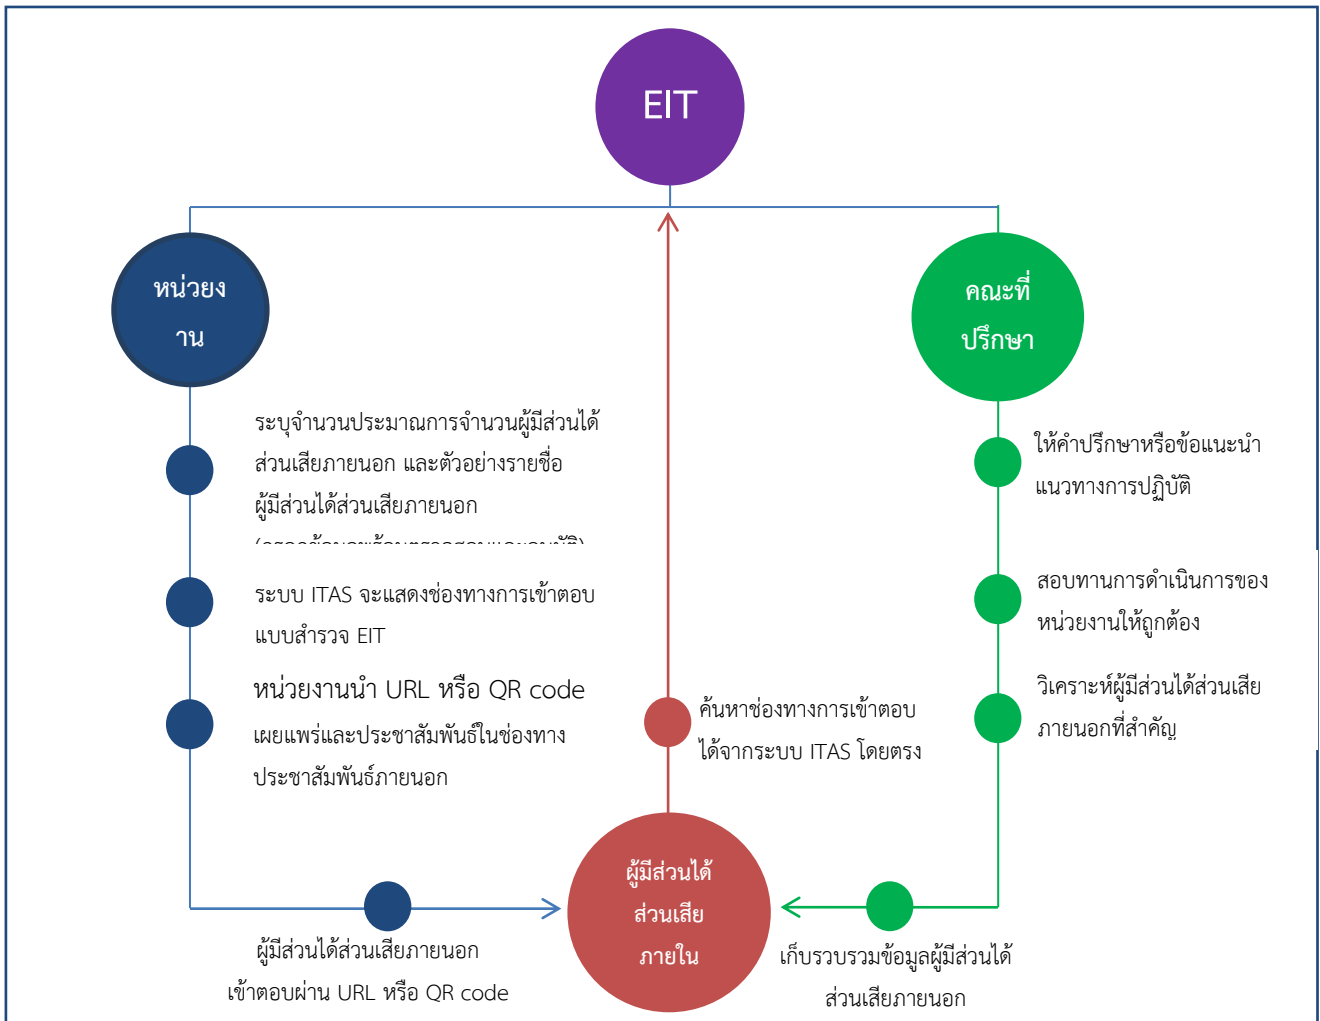 EIT
หน่วยง
าน
คณะที่
ปรึกษา
ระบุจำนวนประมาณการจำนวนผู้มีส่วนได้
ส่วนเสียภายนอก และตัวอย่างรายชื่อ
ผู้มีส่วนได้ส่วนเสียภายนอก
ระบบ ITAS จะแสดงช่องทางการเข้าตอบ
แบบสำรวจ EIT
หน่วยงานนำ URL หรือ QR code
เผยแพร่และประชาสัมพันธ์ในช่องทาง
ประชาสัมพันธ์ภายนอก
ผู้มีส่วนได้ส่วนเสียภายนอก
เข้าตอบผ่าน URL หรือ QR code
ค้นหาช่องทางการเข้าตอบ
ได้จากระบบ ITAS โดยตรง
ผู้มีส่วนได้
ส่วนเสีย
ภายใน
ให้คำปรึกษาหรือข้อแนะนำ
แนวทางการปฏิบัติ
สอบทานการดำเนินการของ
หน่วยงานให้ถูกต้อง
วิเคราะห์ผู้มีส่วนได้ส่วนเสีย
ภายนอกที่สำคัญ
เก็บรวบรวมข้อมูลผู้มีส่วนได้
ส่วนเสียภายนอก